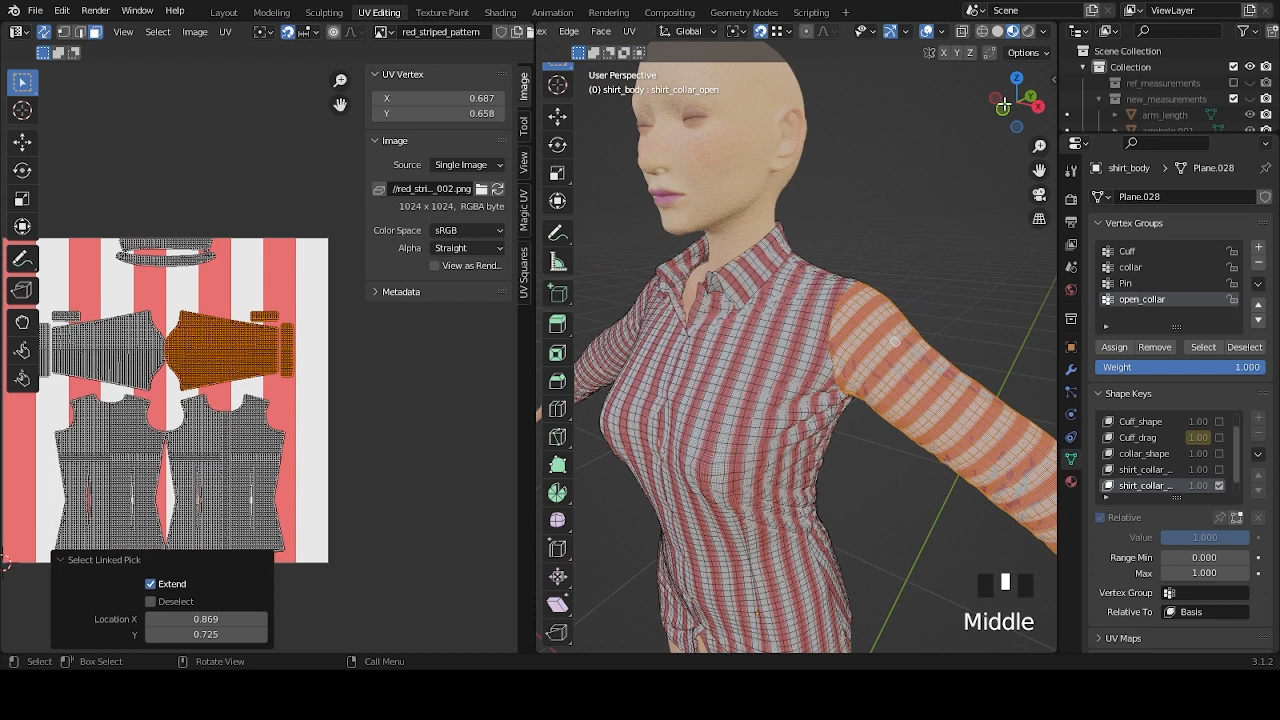 File Edit Render Window Help Layout Modeling Sculpting UV Editing Texture Paint Shading Animation Rendering Compositing Geometry Nodes Scripting + Scene ViewLayer
View Select Image UV red_striped_pattern
Edge Face UV Global
X Y Z Options
UV Vertex
X 0.687
Y 0.658
Image
Source Single Image
//red_stri..._002.png
1024 x 1024, RGBA byte
Color Space sRGB
Alpha Straight
View as Rend...
Metadata
Image
Tool
View
Magic UV
UV Squares
Select Linked Pick
Extend
Deselect
Location X 0.869
Y 0.725
User Perspective
(0) shirt_body : shirt_collar_open
Z
Y
X
Middle
Scene Collection
Collection
ref_measurements
new_measurements
arm_length
shirt_body Plane.028
Plane.028
Vertex Groups
Cuff
collar
Pin
open_collar
Assign Remove Select Deselect
Weight 1.000
Shape Keys
Cuff_shape 1.00
Cuff_drag 1.00
collar_shape 1.00
shirt_collar_... 1.00
shirt_collar_... 1.00
Relative
Value 1.000
Range Min 0.000
Max 1.000
Vertex Group
Relative To Basis
UV Maps
Select Box Select Rotate View Call Menu 3.1.2